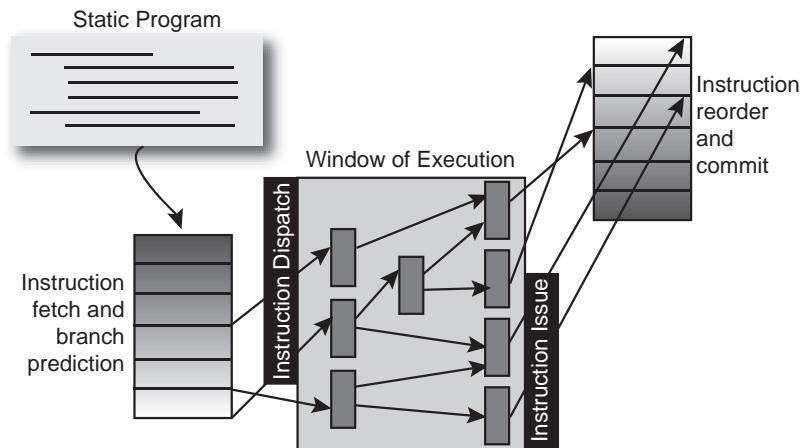 Static Program
Instruction
reorder
and
commit
Window of Execution
Instruction Dispatch
Instruction
fetch and
branch
prediction
Instruction Issue